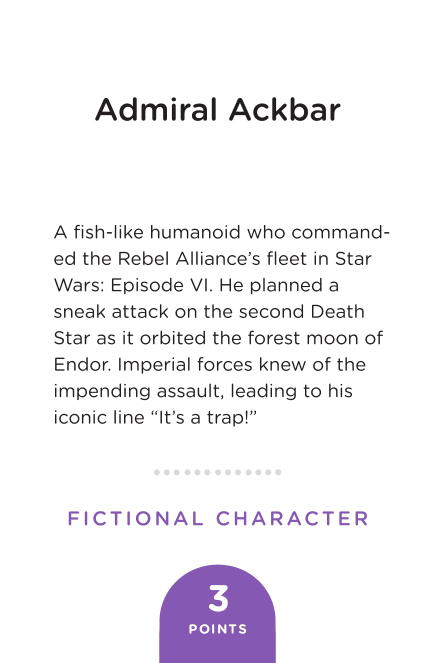 Admiral Ackbar
A fish-like humanoid who command-
ed the Rebel Alliance’s fleet in Star
Wars: Episode VI. He planned a
sneak attack on the second Death
Star as it orbited the forest moon of
Endor. Imperial forces knew of the
impending assault, leading to his
iconic line “It’s a trap!”
FICTIONAL CHARACTER
3
POINTS